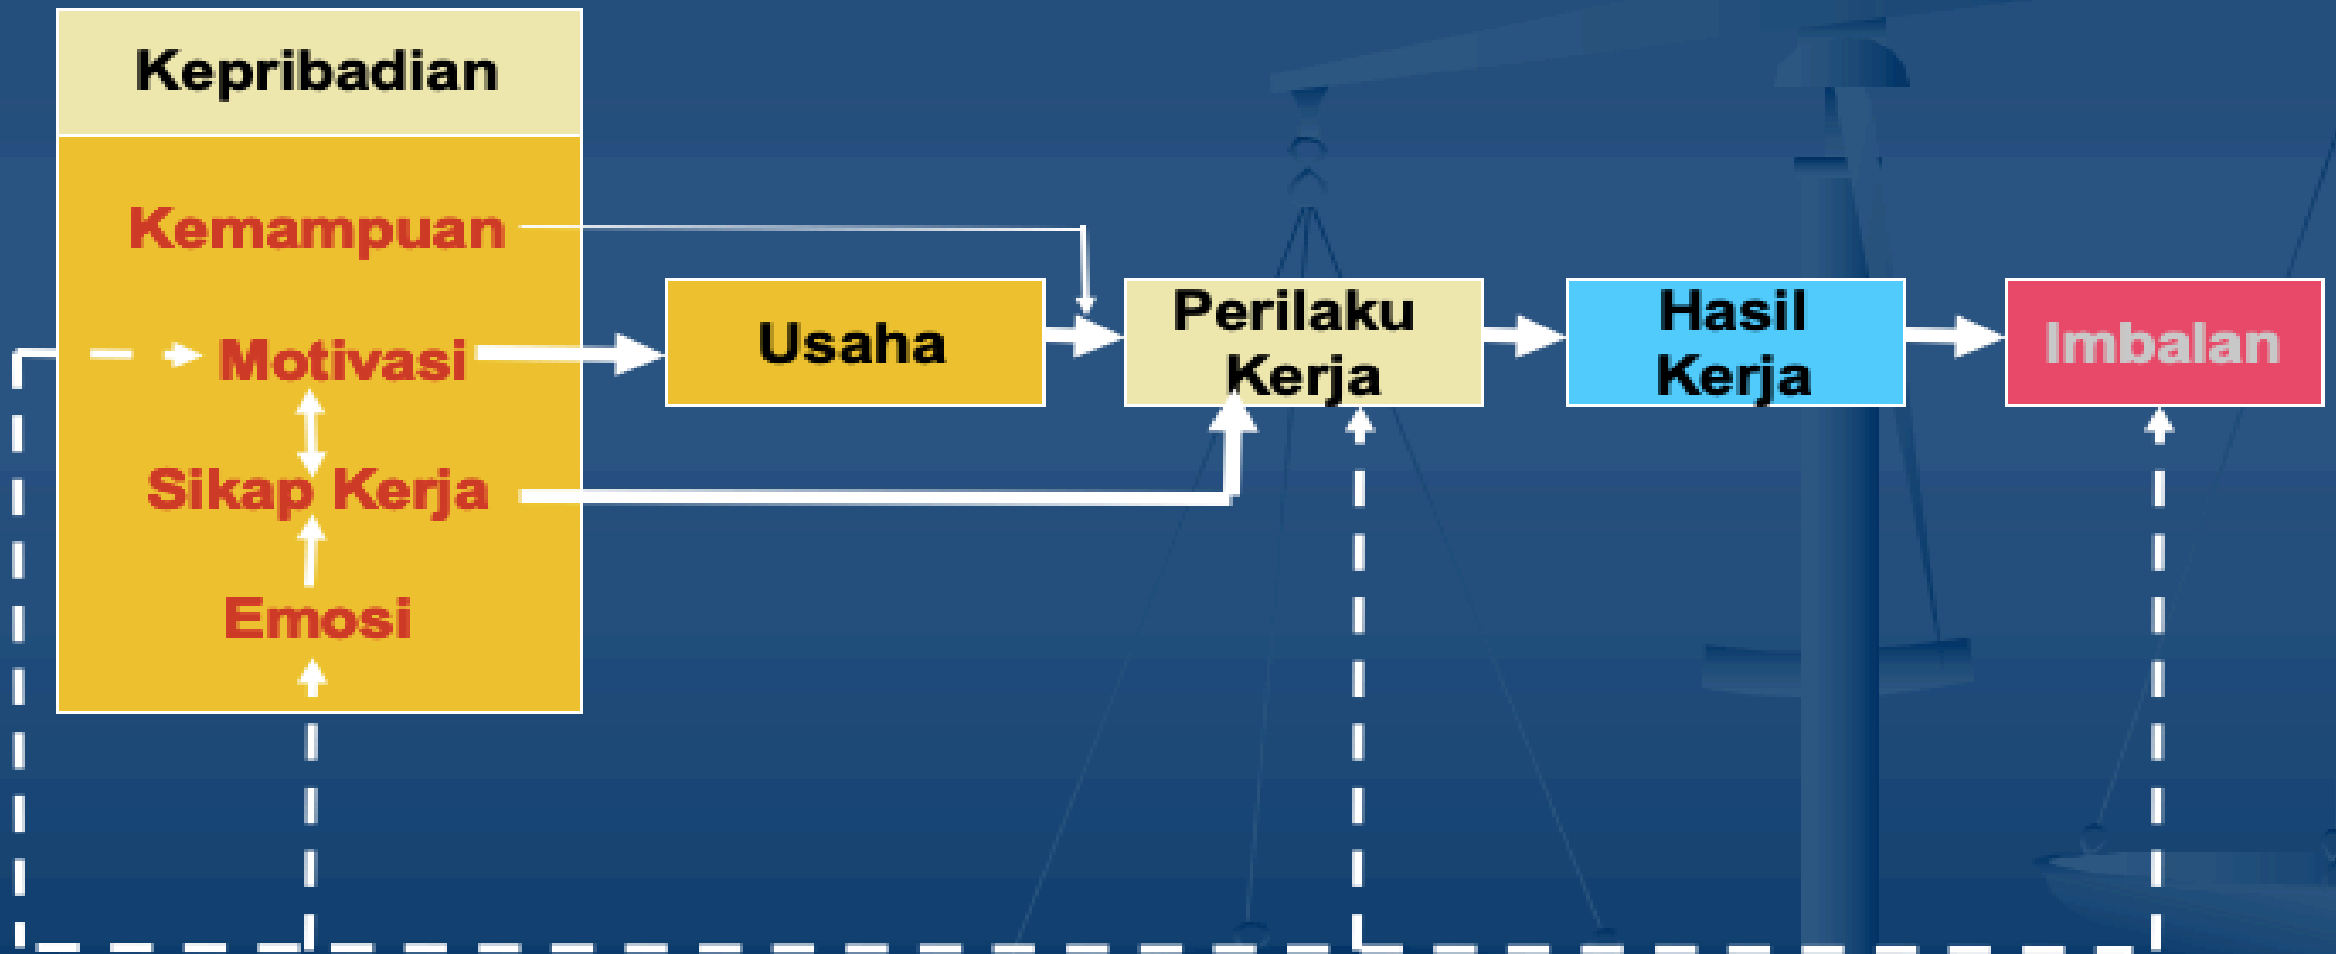 Kepribadian
Kemampuan
Motivasi
Sikap Kerja
Emosi
Usaha
Perilaku
Kerja
Hasil
Kerja
Imbalan